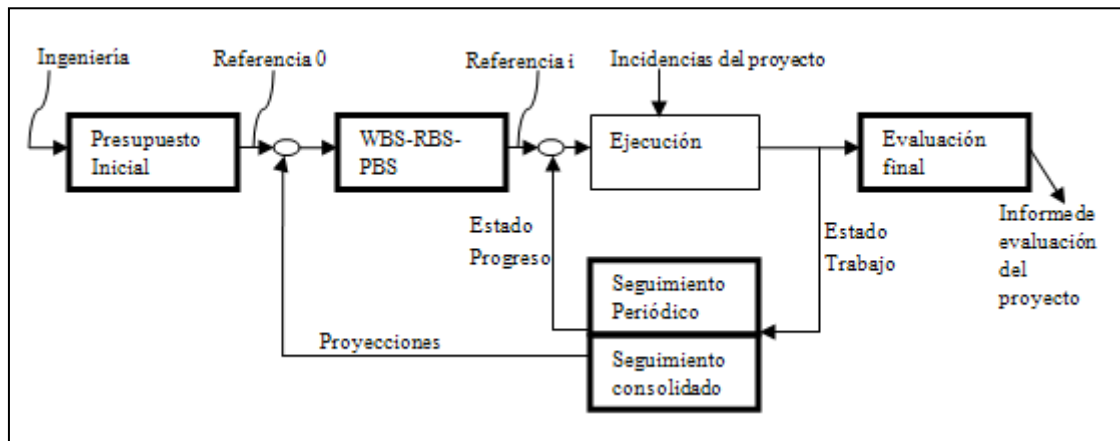 Ingeniería
Referencia 0
Referencia i
Incidencias del proyecto
Presupuesto
Inicial
WBS-RBS-
PBS
Ejecución
Evaluación
final
Estado
Progreso
Estado
Trabajo
Informe de
evaluación
del
proyecto
Seguimiento
Periódico
Proyecciones
Seguimiento
consolidado